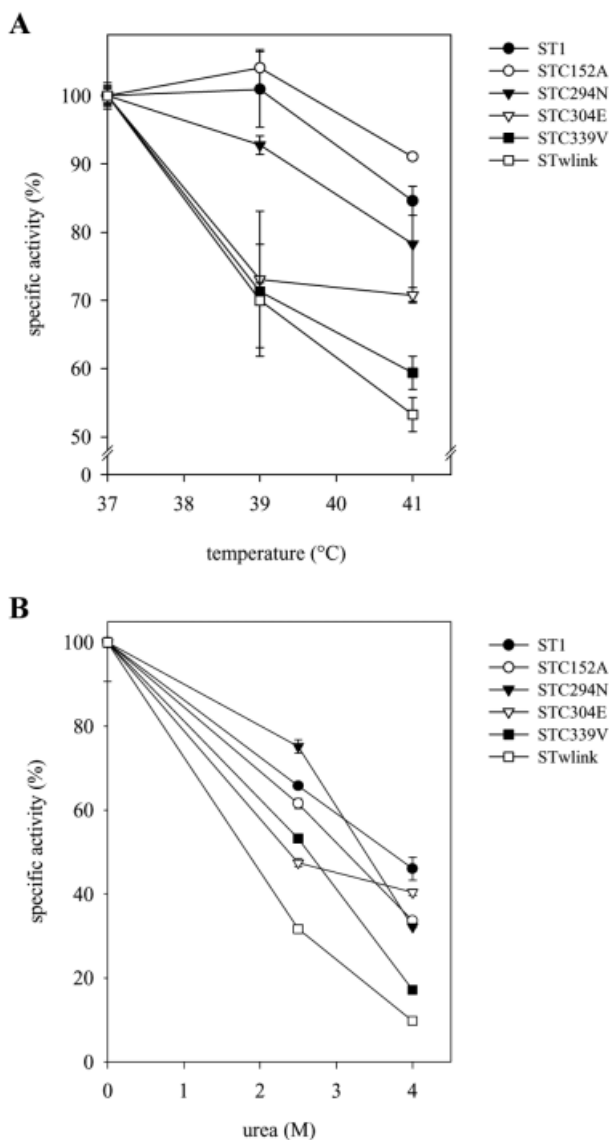 A
specific activity (%)
100
90
80
70
60
50
0
37
38
39
40
41
temperature (°C)
ST1
STC152A
STC294N
STC304E
STC339V
STwlink
B
specific activity (%)
100
80
60
40
20
0
0
1
2
3
4
urea (M)
ST1
STC152A
STC294N
STC304E
STC339V
STwlink